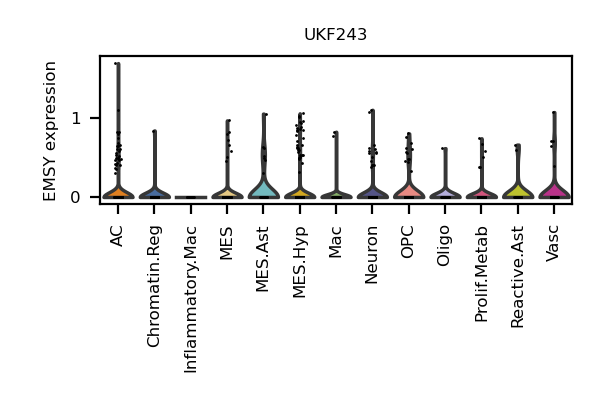 UKF243
EMSY expression
1
0
AC
Chromatin.Reg
Inflammatory.Mac
MES
MES.Ast
MES.Hyp
Mac
Neuron
OPC
Oligo
Prolif.Metab
Reactive.Ast
Vasc